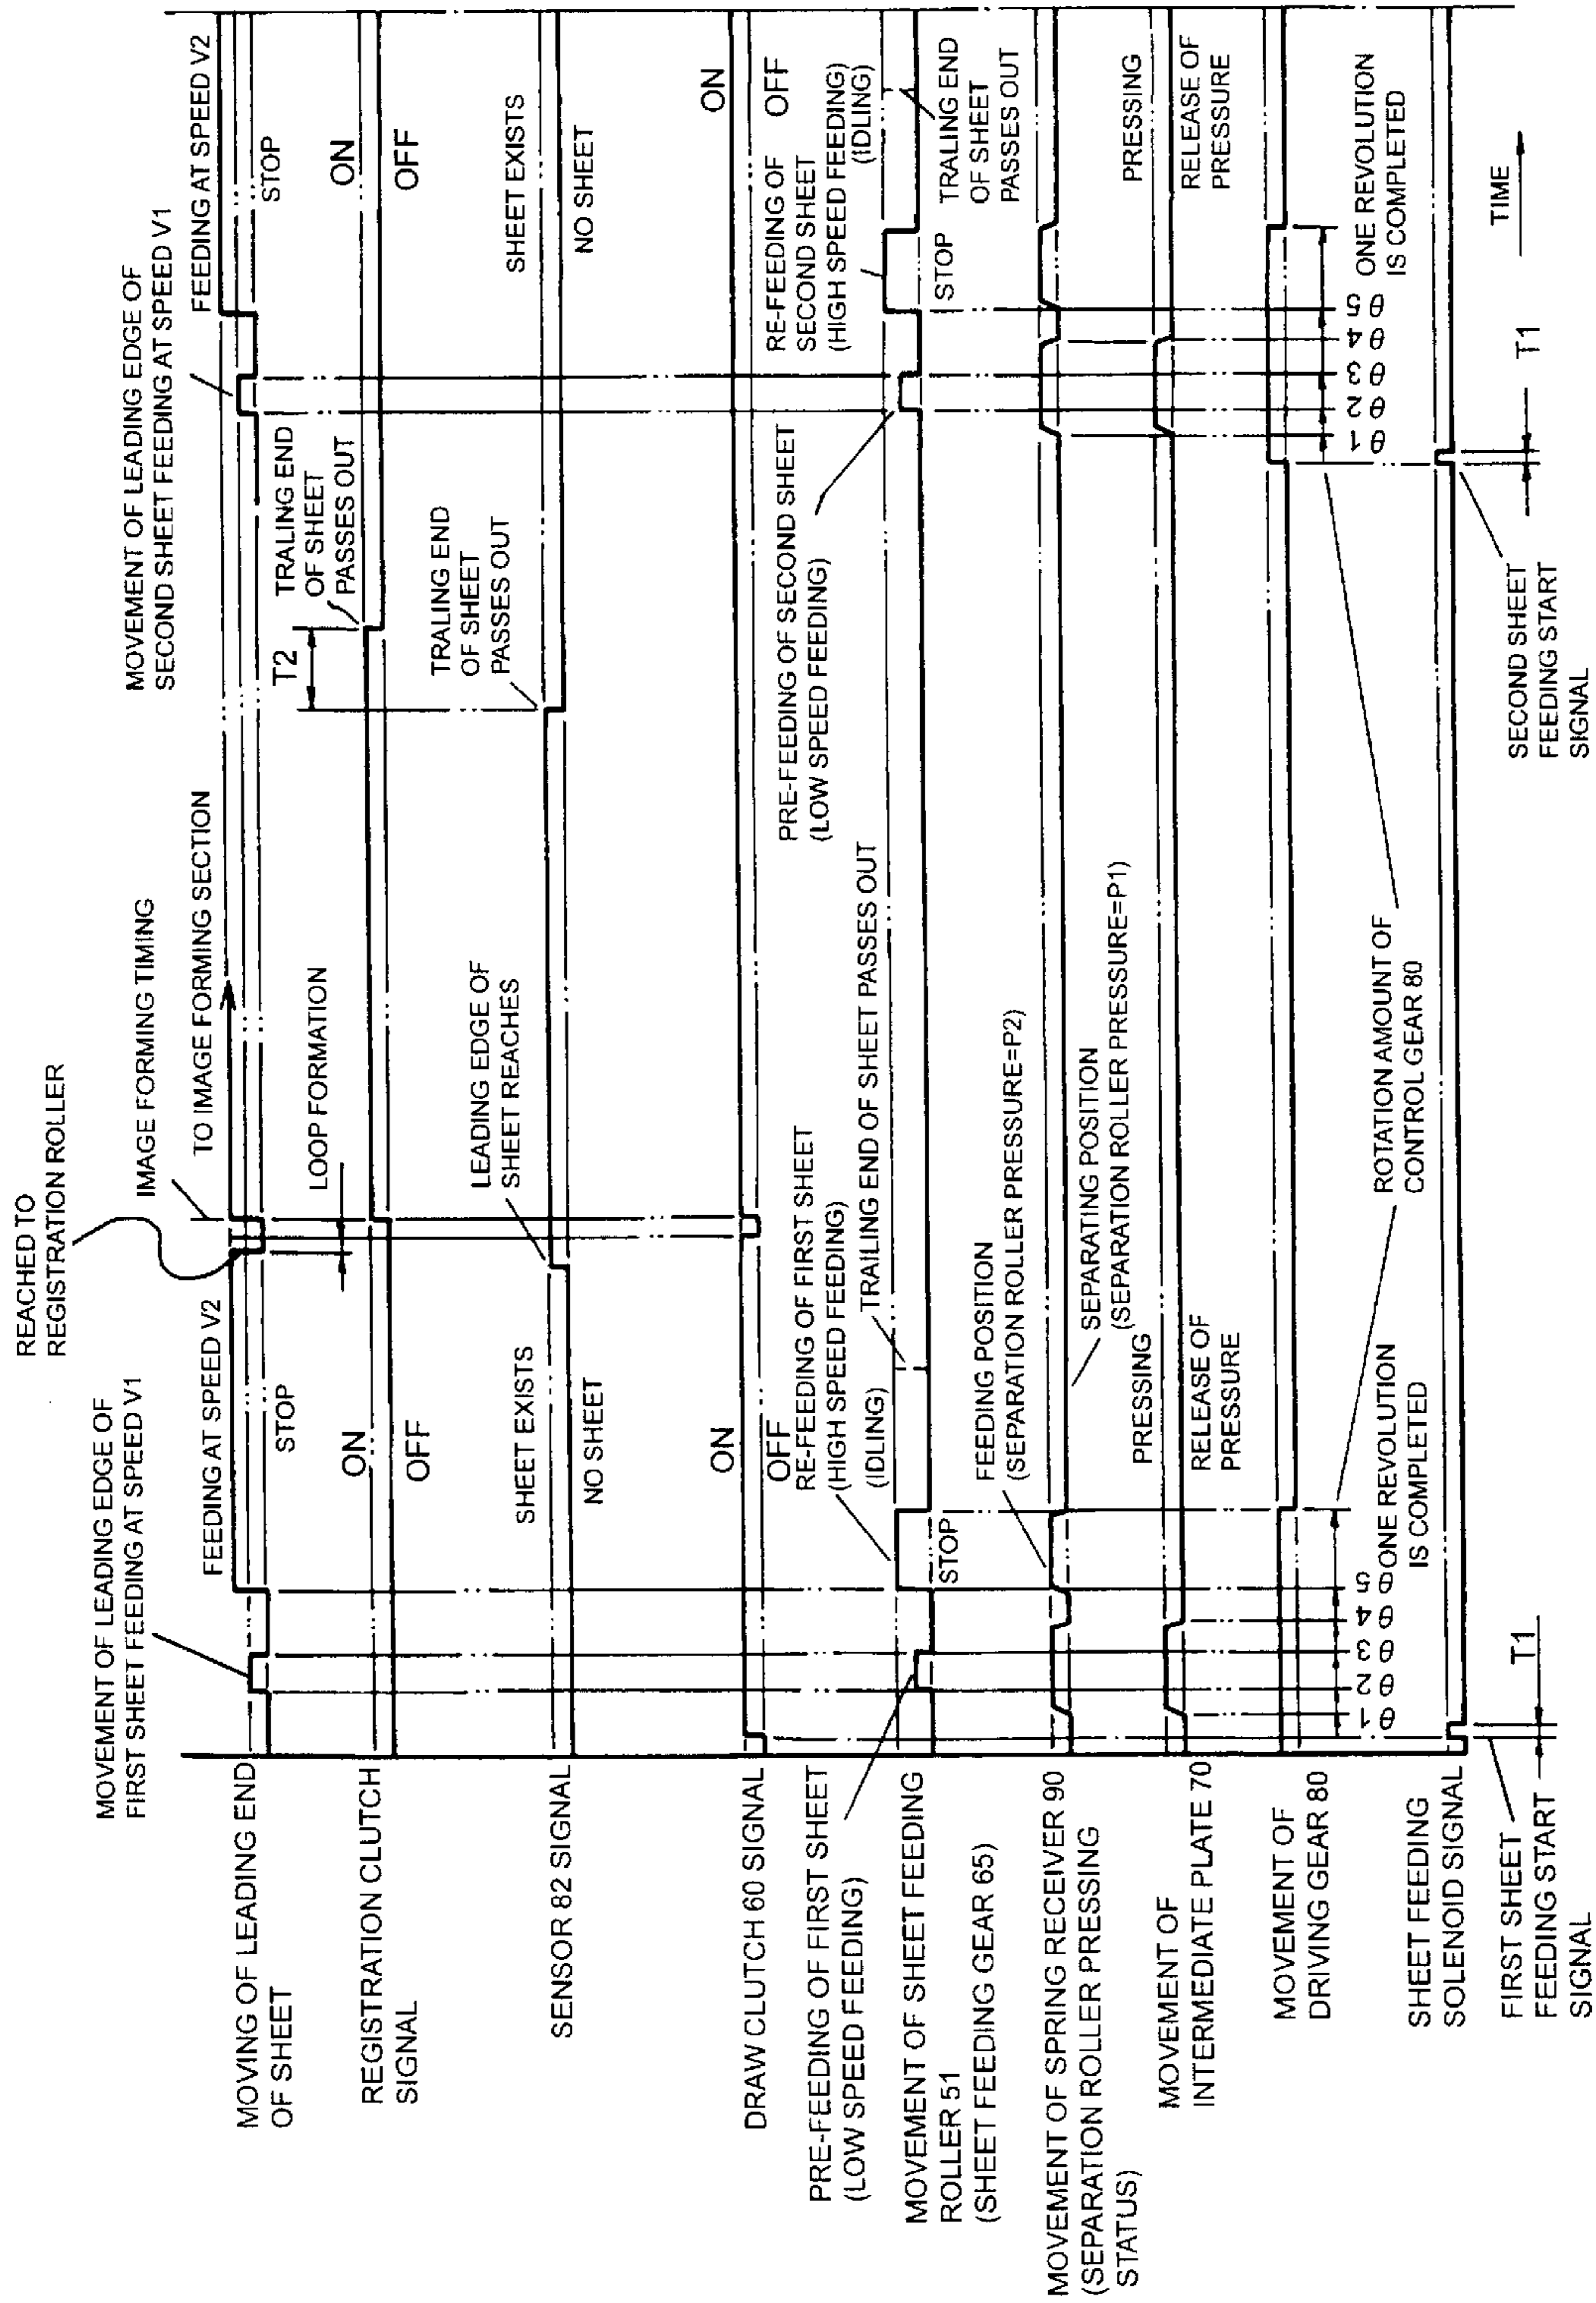 REACHED TO
REGISTRATION ROLLER
MOVEMENT OF LEADING EDGE OF
FIRST SHEET FEEDING AT SPEED V1
IMAGE FORMING TIMING
MOVEMENT OF LEADING EDGE OF
SECOND SHEET FEEDING AT SPEED V1
FEEDING AT SPEED V2
TO IMAGE FORMING SECTION
FEEDING AT SPEED V2
MOVING OF LEADING END
OF SHEET
STOP
STOP
LOOP FORMATION
T2
TRALING END
OF SHEET
PASSES OUT
REGISTRATION CLUTCH
SIGNAL
ON
OFF
ON
OFF
SENSOR 82 SIGNAL
SHEET EXISTS
NO SHEET
LEADING EDGE OF
SHEET REACHES
TRALING END
OF SHEET
PASSES OUT
SHEET EXISTS
NO SHEET
DRAW CLUTCH 60 SIGNAL
ON
OFF
ON
OFF
PRE-FEEDING OF FIRST SHEET
(LOW SPEED FEEDING)
RE-FEEDING OF FIRST SHEET
(HIGH SPEED FEEDING)
(IDLING)
TRAILING END OF SHEET PASSES OUT
PRE-FEEDING OF SECOND SHEET
(LOW SPEED FEEDING)
RE-FEEDING OF
SECOND SHEET
(HIGH SPEED FEEDING)
(IDLING)
MOVEMENT OF SHEET FEEDING
ROLLER 51
(SHEET FEEDING GEAR 65)
STOP
STOP
TRALING END
OF SHEET
PASSES OUT
MOVEMENT OF SPRING RECEIVER 90
(SEPARATION ROLLER PRESSING
STATUS)
FEEDING POSITION
(SEPARATION ROLLER PRESSURE=P2)
SEPARATING POSITION
(SEPARATION ROLLER PRESSURE=P1)
MOVEMENT OF
INTERMEDIATE PLATE 70
PRESSING
RELEASE OF
PRESSURE
PRESSING
RELEASE OF
PRESSURE
MOVEMENT OF
DRIVING GEAR 80
θ1
θ2
θ3
θ4
θ5
ONE REVOLUTION
IS COMPLETED
ROTATION AMOUNT OF
CONTROL GEAR 80
θ1
θ2
θ3
θ4
θ5
ONE REVOLUTION
IS COMPLETED
SHEET FEEDING
SOLENOID SIGNAL
FIRST SHEET
FEEDING START
SIGNAL
T1
SECOND SHEET
FEEDING START
SIGNAL
T1
TIME